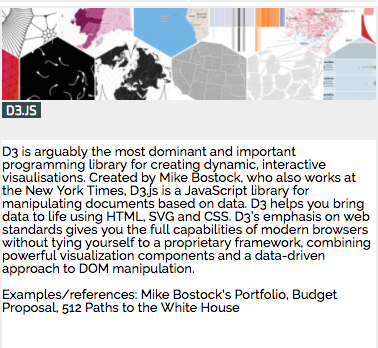 D3.JS
D3 is arguably the most dominant and important
programming library for creating dynamic, interactive
visaulisations. Created by Mike Bostock, who also works at
the New York Times, D3.js is a JavaScript library for
manipulating documents based on data. D3 helps you bring
data to life using HTML, SVG and CSS. D3's emphasis on web
standards gives you the full capabilities of modern browsers
without tying yourself to a proprietary framework, combining
powerful visualization components and a data-driven
approach to DOM manipulation.
Examples/references: Mike Bostock's Portfolio, Budget
Proposal, 512 Paths to the White House